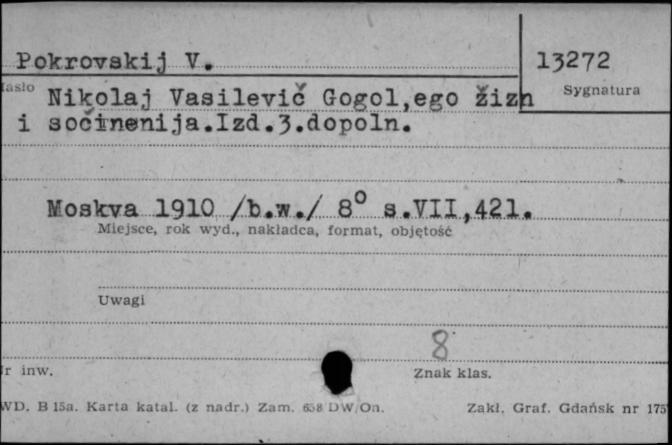 Pokrovskij V.
13272
Hasło
Sygnatura
Nikolaj Vasilevič Gogol,ego žizn
i sočinenija.Izd.3.dopoln.
Moskva 1910 /b.w./ 8° s.VII,421.
Miejsce, rok wyd., nakładca, format, objętość
Uwagi
8
Nr inw.
Znak klas.
WD. B 15a. Karta katal. (z nadr.) Zam. 658 DW/On.
Zakł. Graf. Gdańsk nr 175